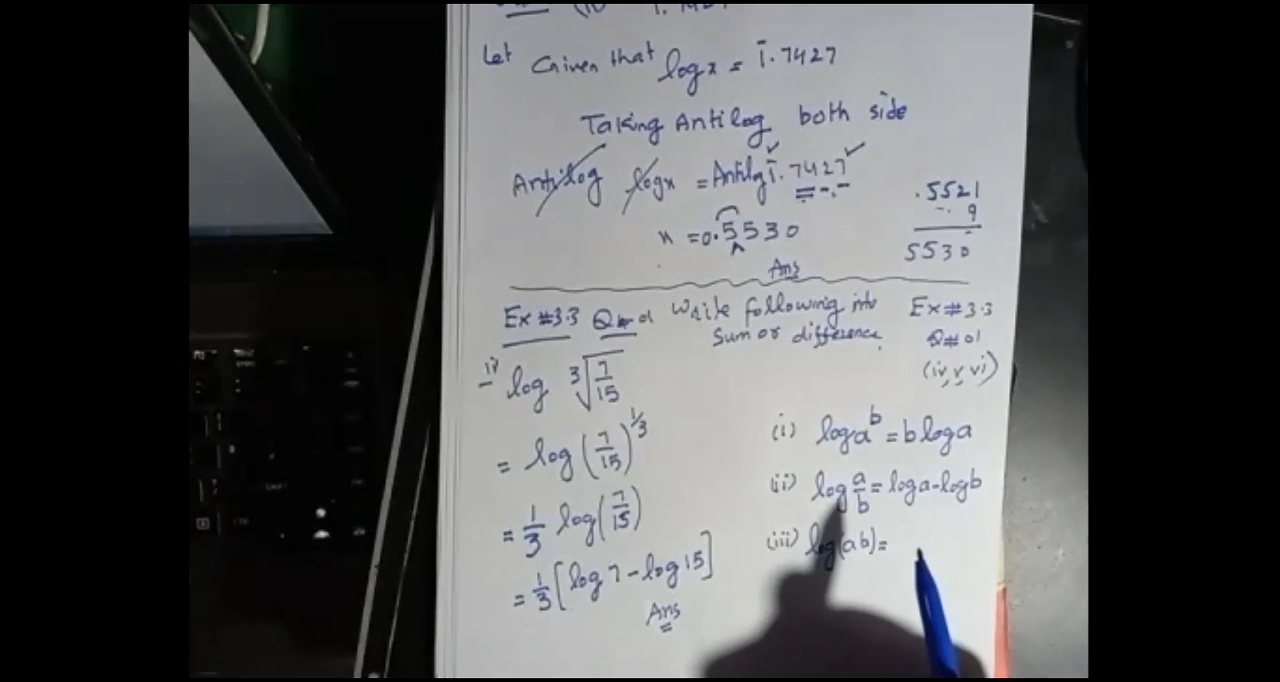 (iv 1.7427
Let Given that log x = 1̄.7427
Taking Antilog both side
Antilog log x = Antilog 1̄.7427
.5521
9
5530
x = 0.5530
Ans
Ex #3.3 Write following into
Sum or difference
Ex #3.3
Q#01
(iv, v, vi)
iv log ∛(7/15)
= log (7/15)^1/3
= 1/3 log(7/15)
= 1/3 [log 7 - log 15]
Ans
(i) log a^b = b log a
(ii) log a/b = log a - log b
(iii) log(ab) =